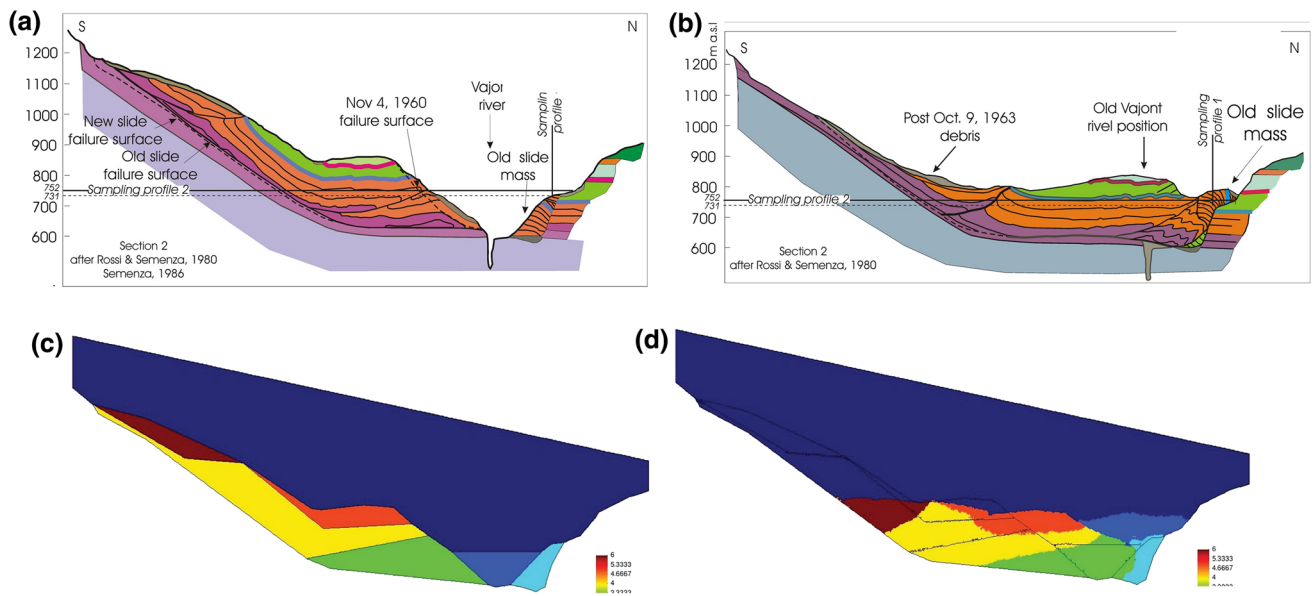 (a)
S
N
1200
1100
1000
900
800
752
731
700
600
New slide
failure surface
Old slide
failure surface
Sampling profile 2
Nov 4, 1960
failure surface
Vajor
river
Samplin
profile
Old slide
mass
Section 2
after Rossi & Semenza, 1980
Semenza, 1986
(b)
m a.s.l
S
N
1200
1100
1000
900
800
752
731
700
600
Sampling profile 2
Post Oct. 9, 1963
debris
Old Vajont
rivel position
Sampling
profile 1
Old slide
mass
Section 2
after Rossi & Semenza, 1980
(c)
6
5.3333
4.6667
4
3.3333
(d)
6
5.3333
4.6667
4